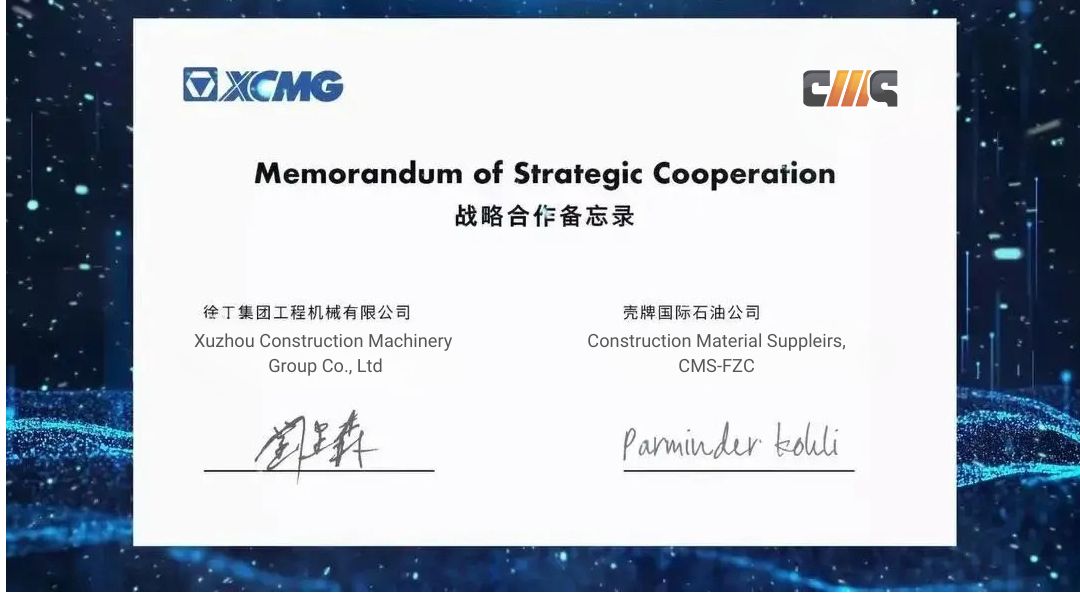 XCMG
CMS
Memorandum of Strategic Cooperation
战略合作备忘录
徐工集团工程机械有限公司
Xuzhou Construction Machinery
Group Co., Ltd
壳牌国际石油公司
Construction Material Suppleirs,
CMS-FZC
Parminder Kohli